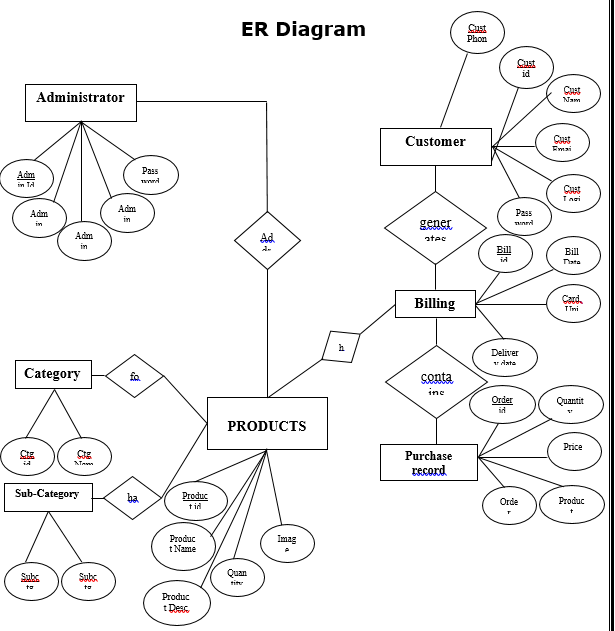 ER Diagram
Cust
Phon
Cust
id
Administrator
Cust
Nam
Customer
Cust
Emai
Adm
in Id
Pass
word
Cust
Logi
Adm
in
Adm
in
Pass
word
gener
ates
Adm
in
Ad
Bill
id
Bill
Date
Billing
Card
h
Deliver
y date
Category
fo
conta
ins
Order
id
Quantit
y
PRODUCTS
Ctg
id
Ctg
Name
Purchase
record
Price
Sub-Category
ha
Produc
t id
Orde
r
Produc
t
Produc
t Name
Imag
e
Subc
Subc
Quan
tity
Produc
t Desc